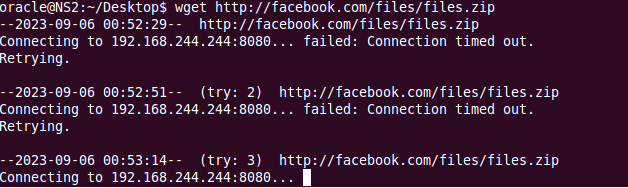 oracle@NS2:~/Desktop$ wget http://facebook.com/files/files.zip
--2023-09-06 00:52:29--  http://facebook.com/files/files.zip
Connecting to 192.168.244.244:8080... failed: Connection timed out.
Retrying.
--2023-09-06 00:52:51--  (try: 2)  http://facebook.com/files/files.zip
Connecting to 192.168.244.244:8080... failed: Connection timed out.
Retrying.
--2023-09-06 00:53:14--  (try: 3)  http://facebook.com/files/files.zip
Connecting to 192.168.244.244:8080...